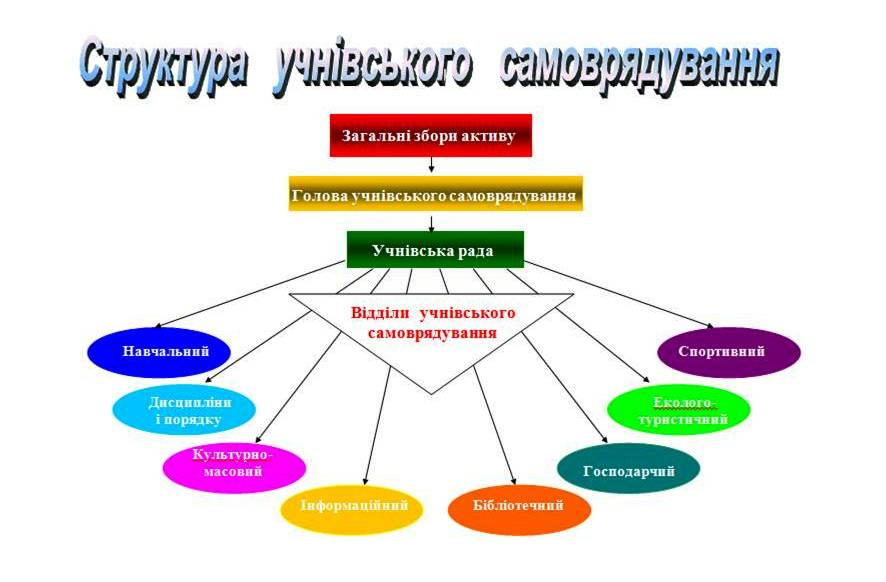 Структура учнівського самоврядування
Загальні збори активу
Голова учнівського самоврядування
Учнівська рада
Відділи учнівського
самоврядування
Навчальний
Дисципліни
і порядку
Культурно-
масовий
Інформаційний
Бібліотечний
Господарчий
Еколого-
туристичний
Спортивний